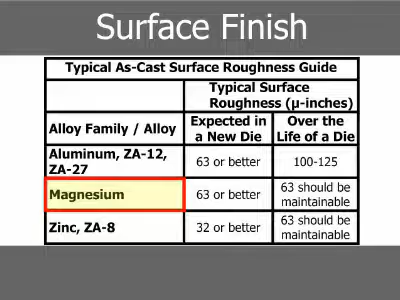 Surface Finish
Typical As-Cast Surface Roughness Guide
Typical Surface
Roughness (µ-inches)
Alloy Family / Alloy
Expected in
a New Die
Over the
Life of a Die
Aluminum, ZA-12,
ZA-27
63 or better
100-125
Magnesium
63 or better
63 should be
maintainable
Zinc, ZA-8
32 or better
63 should be
maintainable